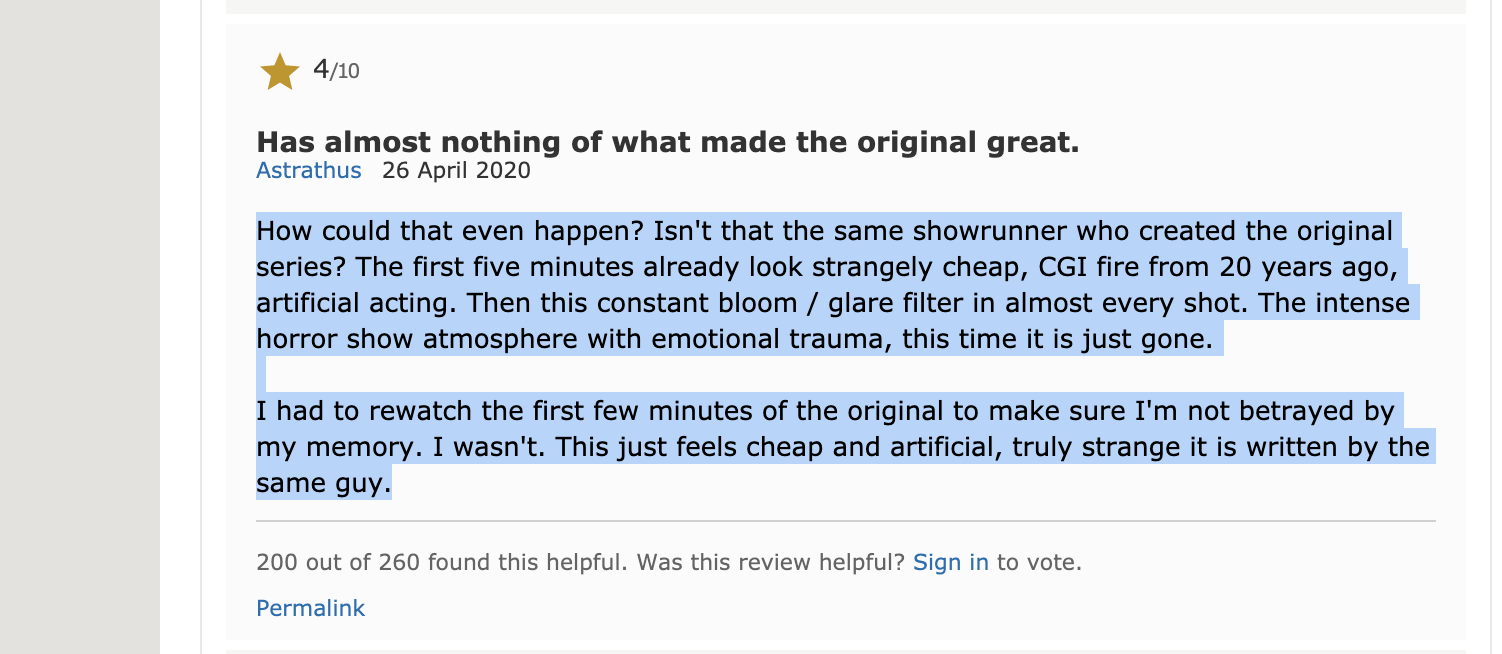 4/10
Has almost nothing of what made the original great.
Astrathus 26 April 2020
How could that even happen? Isn't that the same showrunner who created the original
series? The first five minutes already look strangely cheap, CGI fire from 20 years ago,
artificial acting. Then this constant bloom / glare filter in almost every shot. The intense
horror show atmosphere with emotional trauma, this time it is just gone.
I had to rewatch the first few minutes of the original to make sure I'm not betrayed by
my memory. I wasn't. This just feels cheap and artificial, truly strange it is written by the
same guy.
200 out of 260 found this helpful. Was this review helpful? Sign in to vote.
Permalink